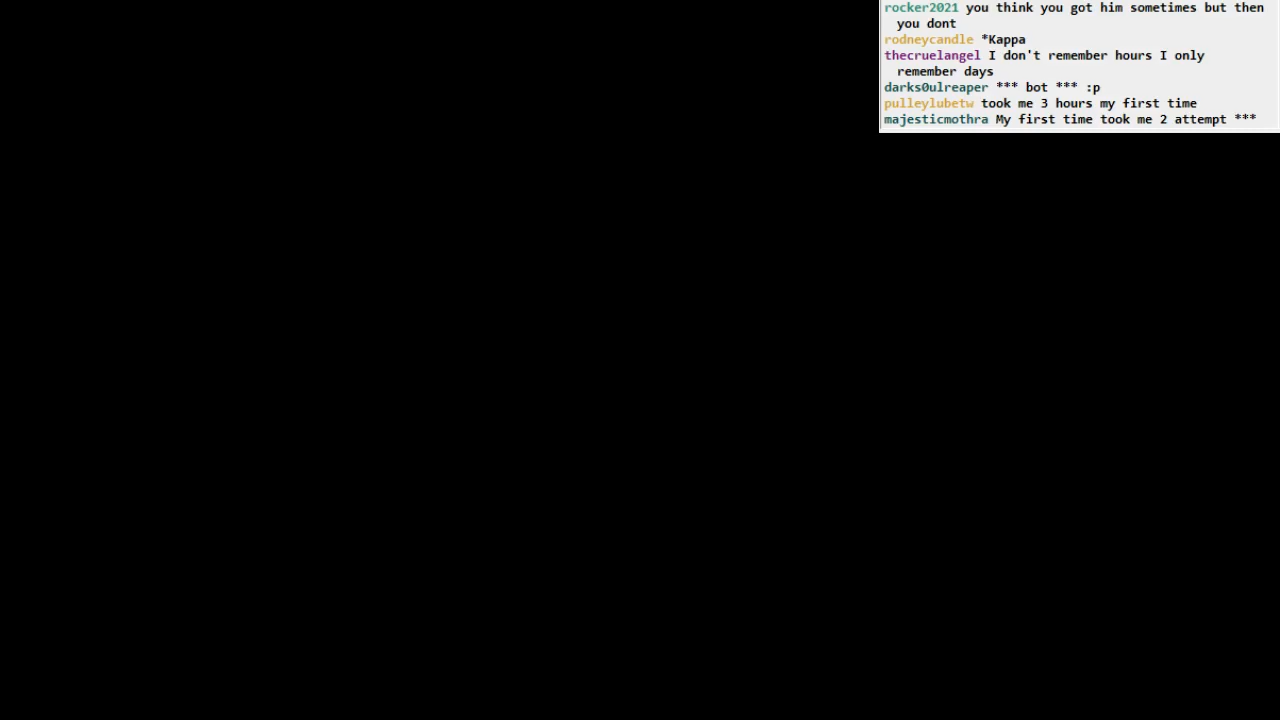 rocker2021 you think you got him sometimes but then
you dont
rodneycandle *Kappa
thecruelangel I don't remember hours I only
remember days
darks0ulreaper *** bot *** :p
pulleylubetw took me 3 hours my first time
majesticmothra My first time took me 2 attempt ***